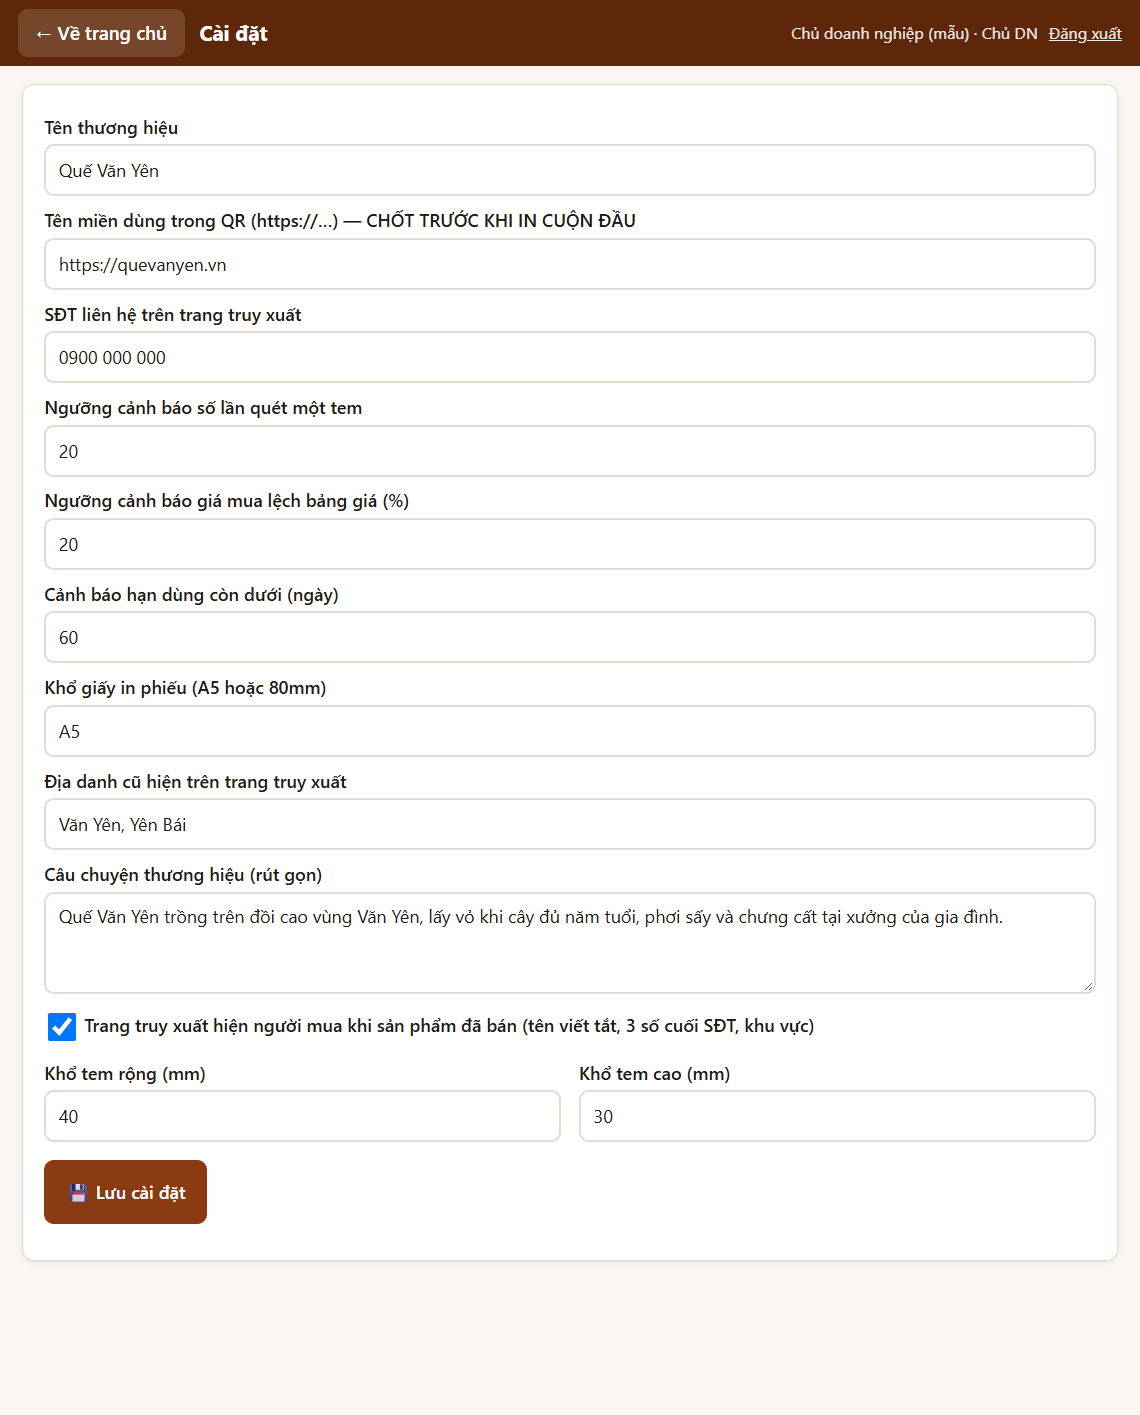 ← Về trang chủ
Cài đặt
Chủ doanh nghiệp (mẫu) · Chủ DN Đăng xuất
Tên thương hiệu
Quế Văn Yên
Tên miền dùng trong QR (https://...) — CHỐT TRƯỚC KHI IN CUỘN ĐẦU
https://quevanyen.vn
SĐT liên hệ trên trang truy xuất
0900 000 000
Ngưỡng cảnh báo số lần quét một tem
20
Ngưỡng cảnh báo giá mua lệch bảng giá (%)
20
Cảnh báo hạn dùng còn dưới (ngày)
60
Khổ giấy in phiếu (A5 hoặc 80mm)
A5
Địa danh cũ hiện trên trang truy xuất
Văn Yên, Yên Bái
Câu chuyện thương hiệu (rút gọn)
Quế Văn Yên trồng trên đồi cao vùng Văn Yên, lấy vỏ khi cây đủ năm tuổi, phơi sấy và chưng cất tại xưởng của gia đình.
Trang truy xuất hiện người mua khi sản phẩm đã bán (tên viết tắt, 3 số cuối SĐT, khu vực)
Khổ tem rộng (mm)
Khổ tem cao (mm)
40
30
💾 Lưu cài đặt